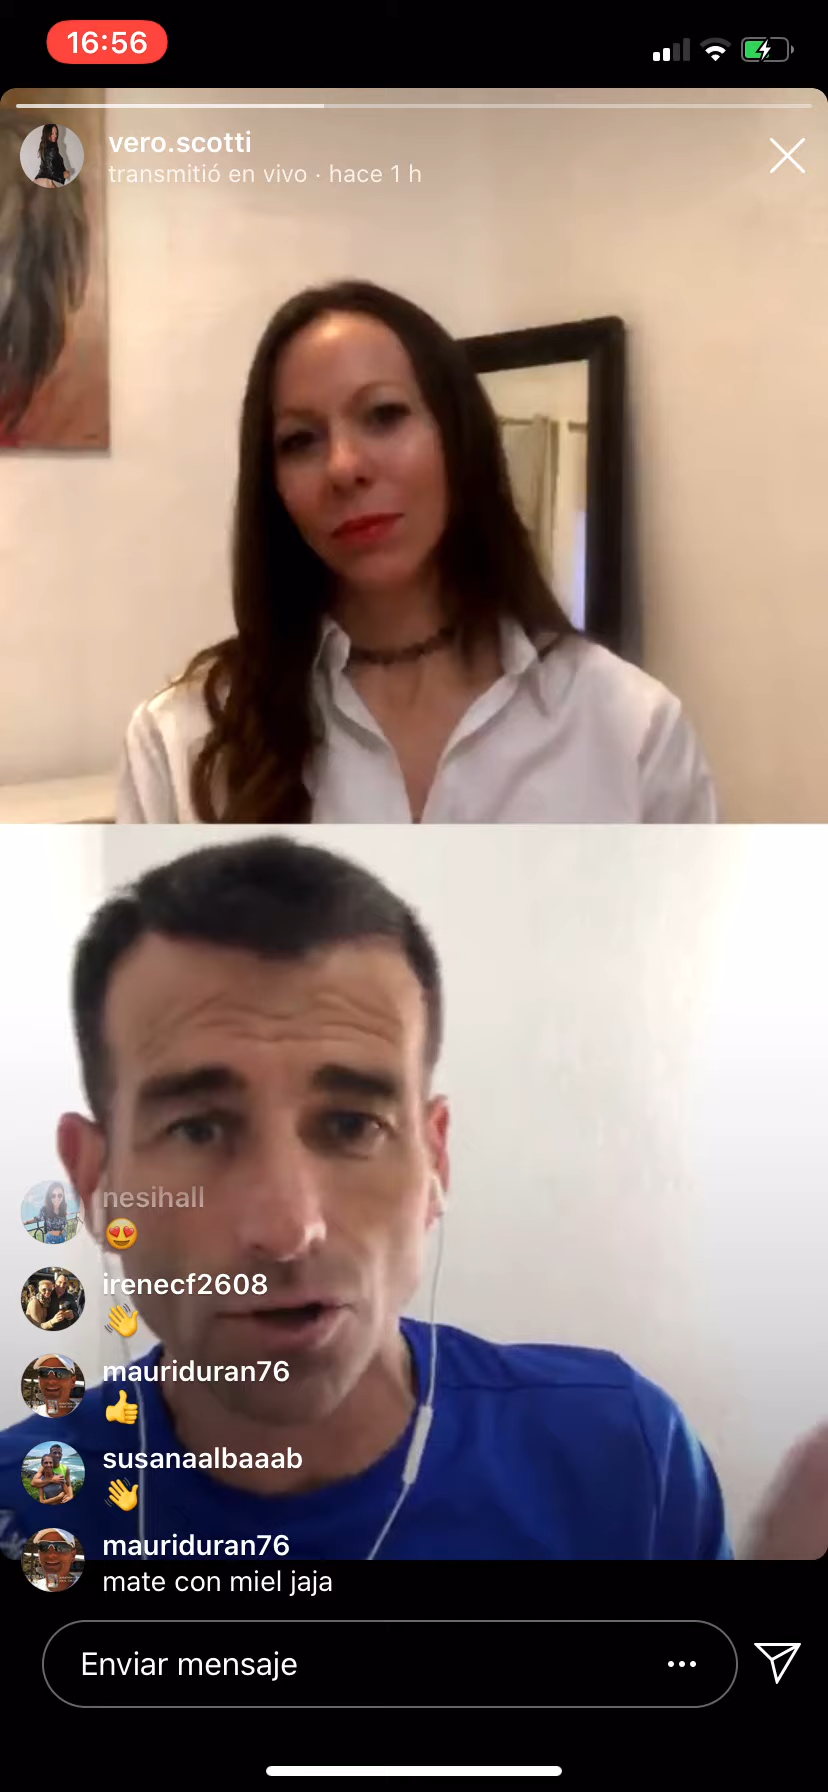 16:56
vero.scotti
transmitió en vivo · hace 1 h
nesihall
😍
irenecf2608
👋
mauriduran76
👍
susanaalbaaab
👋
mauriduran76
mate con miel jaja
Enviar mensaje